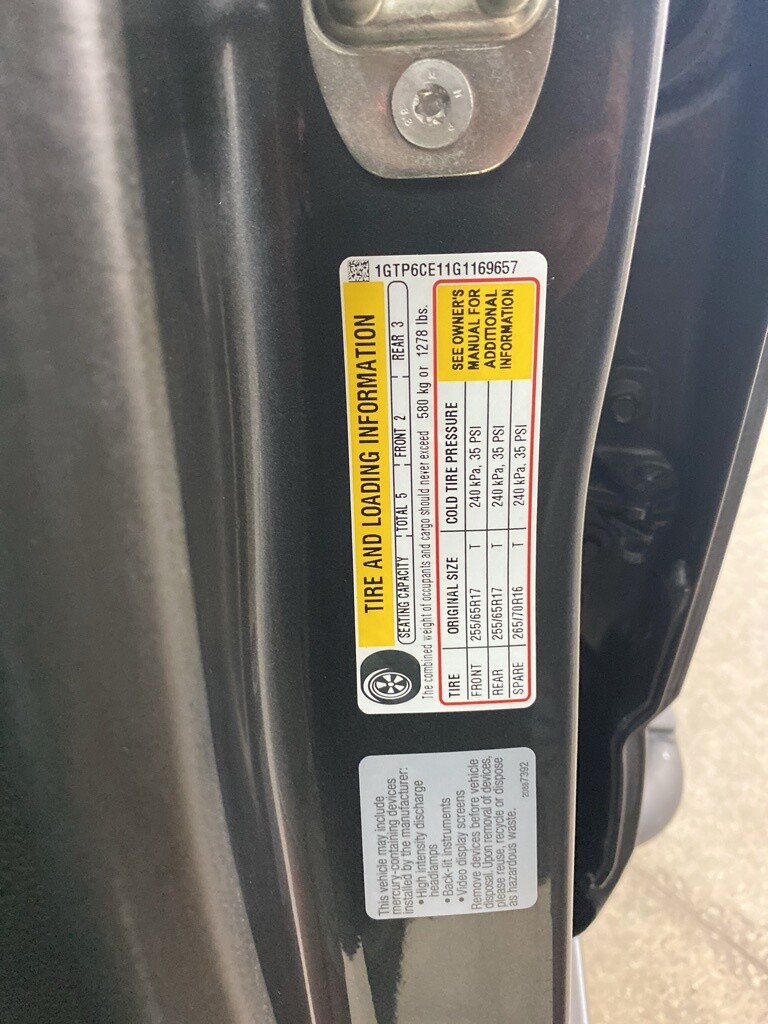 1GTP6CE11G1169657
TIRE AND LOADING INFORMATION
SEATING CAPACITY TOTAL 5 FRONT 2 REAR 3
The combined weight of occupants and cargo should never exceed 580 kg or 1278 lbs.
TIRE ORIGINAL SIZE COLD TIRE PRESSURE
FRONT 255/65R17 T 240 kPa, 35 PSI
REAR 255/65R17 T 240 kPa, 35 PSI
SPARE 265/70R16 T 240 kPa, 35 PSI
SEE OWNER'S
MANUAL FOR
ADDITIONAL
INFORMATION
This vehicle may include
mercury-containing devices
installed by the manufacturer:
• High intensity discharge
headlamps
• Back-lit instruments
• Video display screens
Remove devices before vehicle
disposal. Upon removal of devices,
please reuse, recycle or dispose
as hazardous waste.
20887392